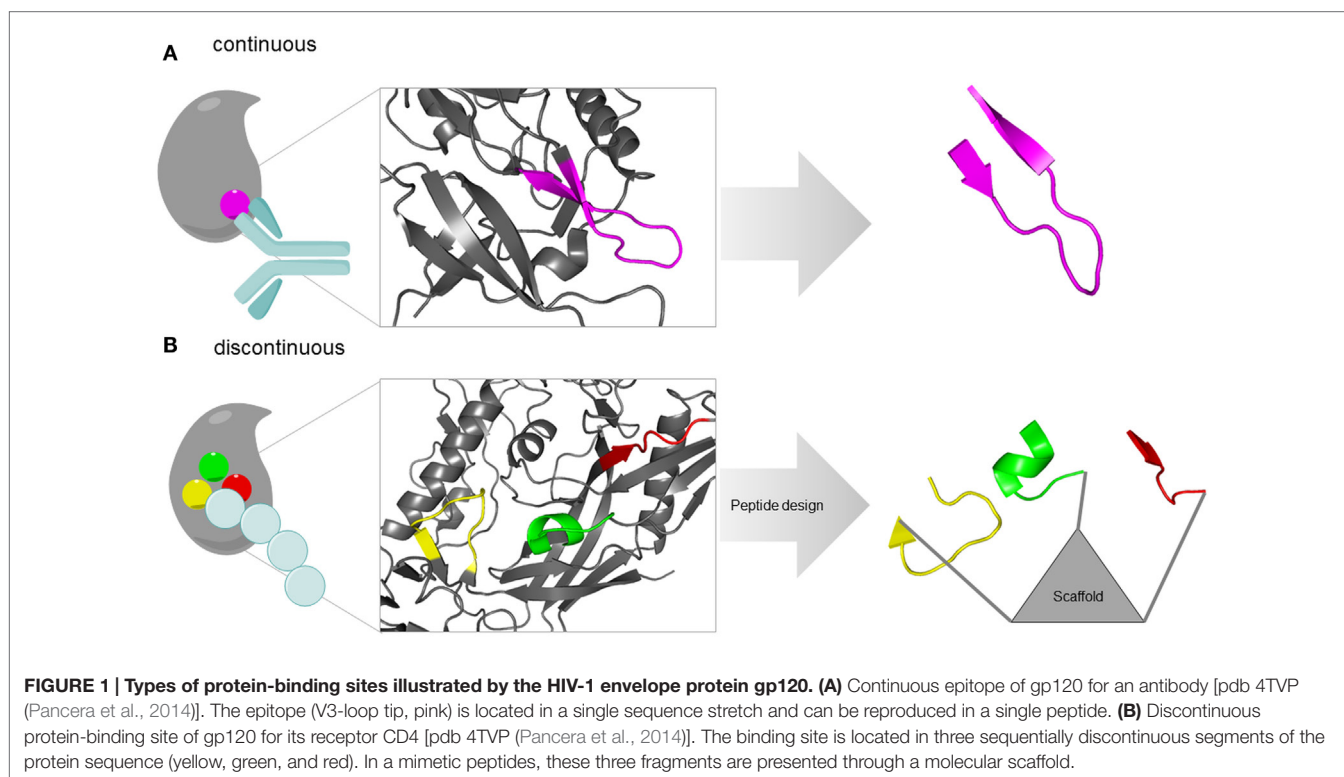 A
continuous
B
discontinuous
Peptide design
Scaffold
FIGURE 1 | Types of protein-binding sites illustrated by the HIV-1 envelope protein gp120. (A) Continuous epitope of gp120 for an antibody [pdb 4TVP
(Pancera et al., 2014)]. The epitope (V3-loop tip, pink) is located in a single sequence stretch and can be reproduced in a single peptide. (B) Discontinuous
protein-binding site of gp120 for its receptor CD4 [pdb 4TVP (Pancera et al., 2014)]. The binding site is located in three sequentially discontinuous segments of the
protein sequence (yellow, green, and red). In a mimetic peptides, these three fragments are presented through a molecular scaffold.